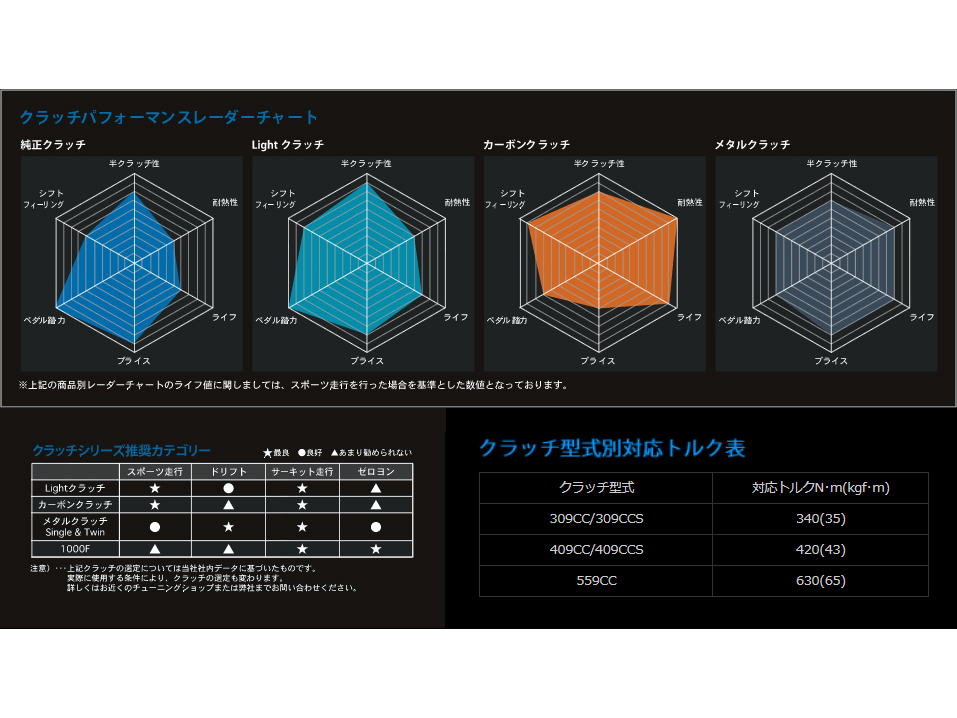 クラッチパフォーマンスレーダーチャート
純正クラッチ
半クラッチ性
シフト
フィーリング
耐熱性
ペダル踏力
ライフ
プライス
Light クラッチ
半クラッチ性
シフト
フィーリング
耐熱性
ペダル踏力
ライフ
プライス
カーボンクラッチ
半クラッチ性
シフト
フィーリング
耐熱性
ペダル踏力
ライフ
プライス
メタルクラッチ
半クラッチ性
シフト
フィーリング
耐熱性
ペダル踏力
ライフ
プライス
※上記の商品別レーダーチャートのライフ値に関しましては、スポーツ走行を行った場合を基準とした数値となっております。
クラッチシリーズ推奨カテゴリー
★最良 ●良好 ▲あまり勧められない
スポーツ走行 ドリフト サーキット走行 ゼロヨン
Lightクラッチ ★ ● ★ ▲
カーボンクラッチ ★ ▲ ★ ▲
メタルクラッチ
Single & Twin ● ★ ★ ●
1000F ▲ ▲ ★ ★
注意）･･･上記クラッチの選定については当社社内データに基づいたものです。
実際に使用する条件により、クラッチの選定も変わります。
詳しくはお近くのチューニングショップまたは弊社までお問い合わせください。
クラッチ型式別対応トルク表
クラッチ型式 対応トルクN･m(kgf･m)
309CC/309CCS 340(35)
409CC/409CCS 420(43)
559CC 630(65)